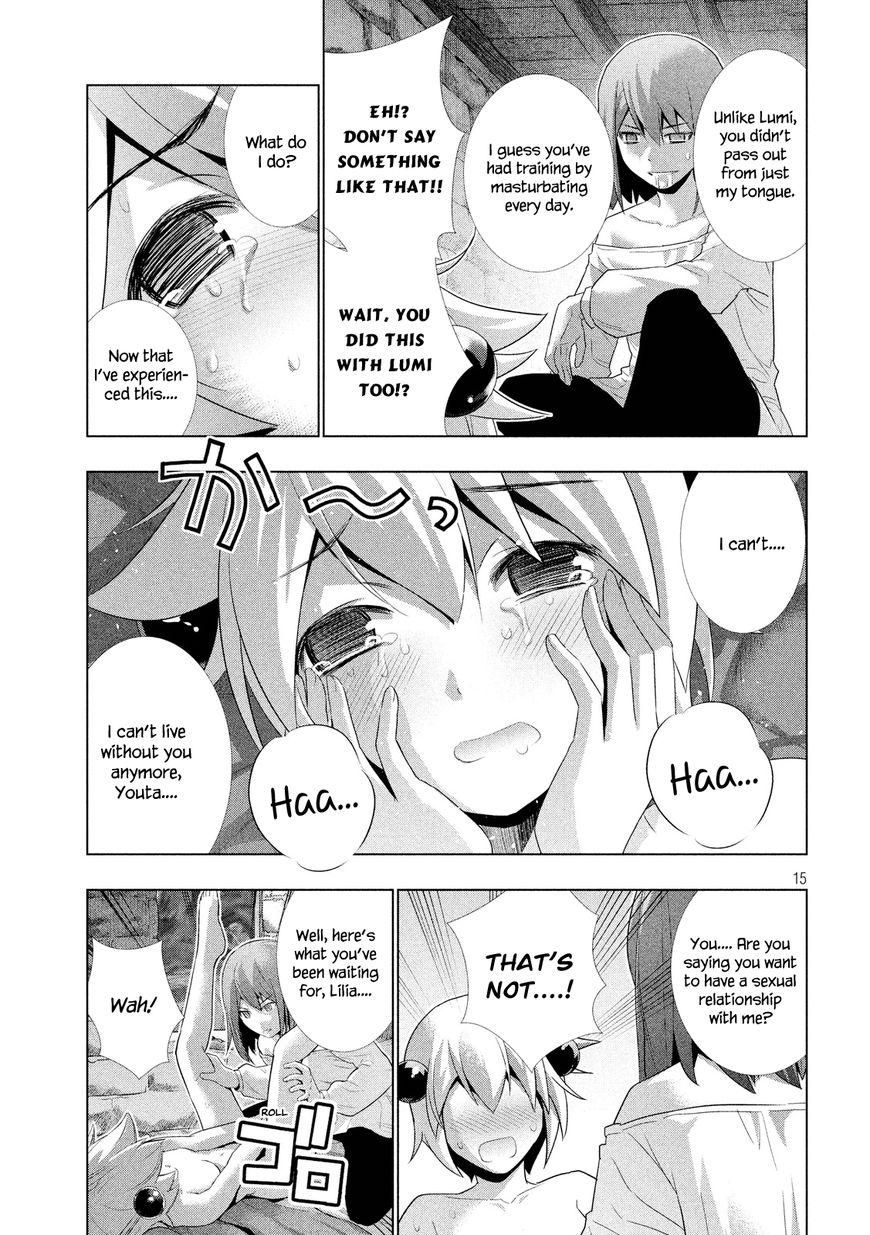 Unlike Lumi,
you didn't
pass out
from just
my tongue.
I guess you've
had training by
masturbating
every day.
EH!?
DON'T SAY
SOMETHING
LIKE THAT!!
WAIT, YOU
DID THIS
WITH LUMI
TOO!?
What do
I do?
Now that
I've experien-
ced this....
I can't....
か〜っ
Haa...
Haa...
I can't live
without you
anymore,
Youta....
15
You.... Are you
saying you want
to have a sexual
relationship
with me?
THAT'S
NOT....!
Well, here's
what you've
been waiting
for, Lilia....
Wah!
ROLL
ゴロ